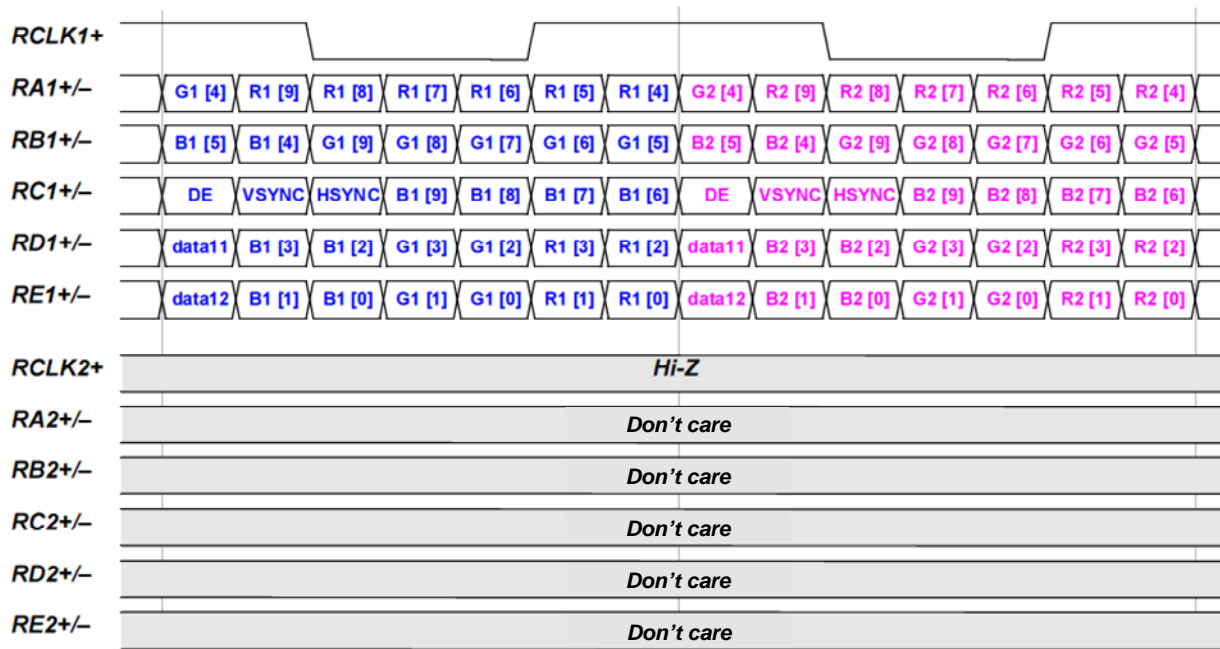 RCLK1+
RA1+/– G1 [4] R1 [9] R1 [8] R1 [7] R1 [6] R1 [5] R1 [4] G2 [4] R2 [9] R2 [8] R2 [7] R2 [6] R2 [5] R2 [4]
RB1+/– B1 [5] B1 [4] G1 [9] G1 [8] G1 [7] G1 [6] G1 [5] B2 [5] B2 [4] G2 [9] G2 [8] G2 [7] G2 [6] G2 [5]
RC1+/– DE VSYNC HSYNC B1 [9] B1 [8] B1 [7] B1 [6] DE VSYNC HSYNC B2 [9] B2 [8] B2 [7] B2 [6]
RD1+/– data11 B1 [3] B1 [2] G1 [3] G1 [2] R1 [3] R1 [2] data11 B2 [3] B2 [2] G2 [3] G2 [2] R2 [3] R2 [2]
RE1+/– data12 B1 [1] B1 [0] G1 [1] G1 [0] R1 [1] R1 [0] data12 B2 [1] B2 [0] G2 [1] G2 [0] R2 [1] R2 [0]
RCLK2+ Hi-Z
RA2+/– Don't care
RB2+/– Don't care
RC2+/– Don't care
RD2+/– Don't care
RE2+/– Don't care